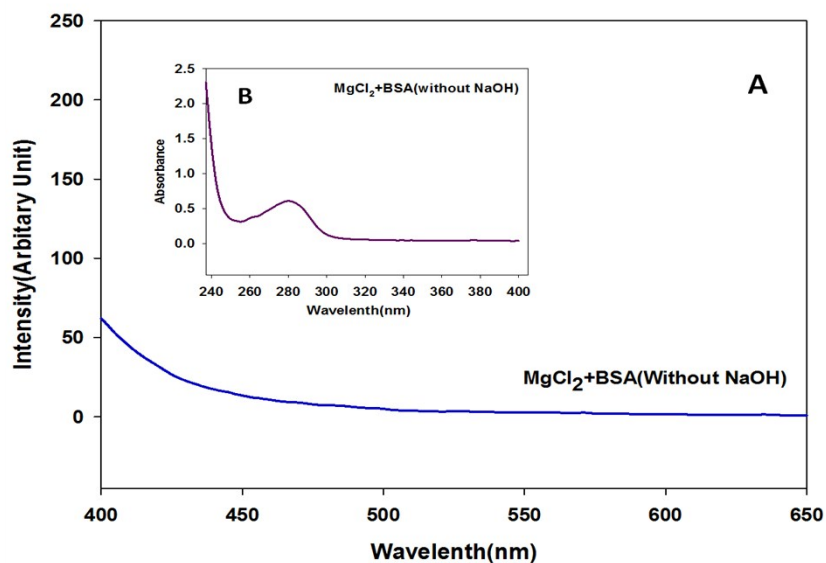 250
200
150
100
50
0
Intensity(Arbitary Unit)
400
450
500
550
600
650
Wavelenth(nm)
A
MgCl2+BSA(Without NaOH)
2.5
2.0
1.5
1.0
0.5
0.0
Absorbance
B
MgCl2+BSA(without NaOH)
240 260 280 300 320 340 360 380 400
Wavelenth(nm)